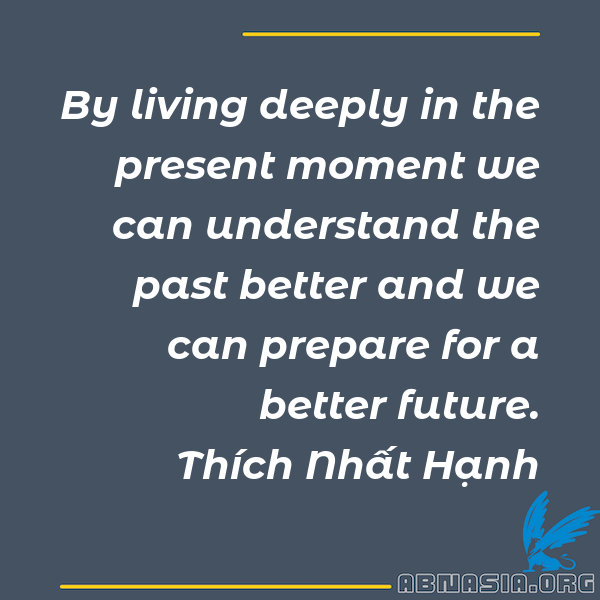 By living deeply in the
present moment we
can understand the
past better and we
can prepare for a
better future.
Thích Nhất Hạnh
ABNASIA.ORG